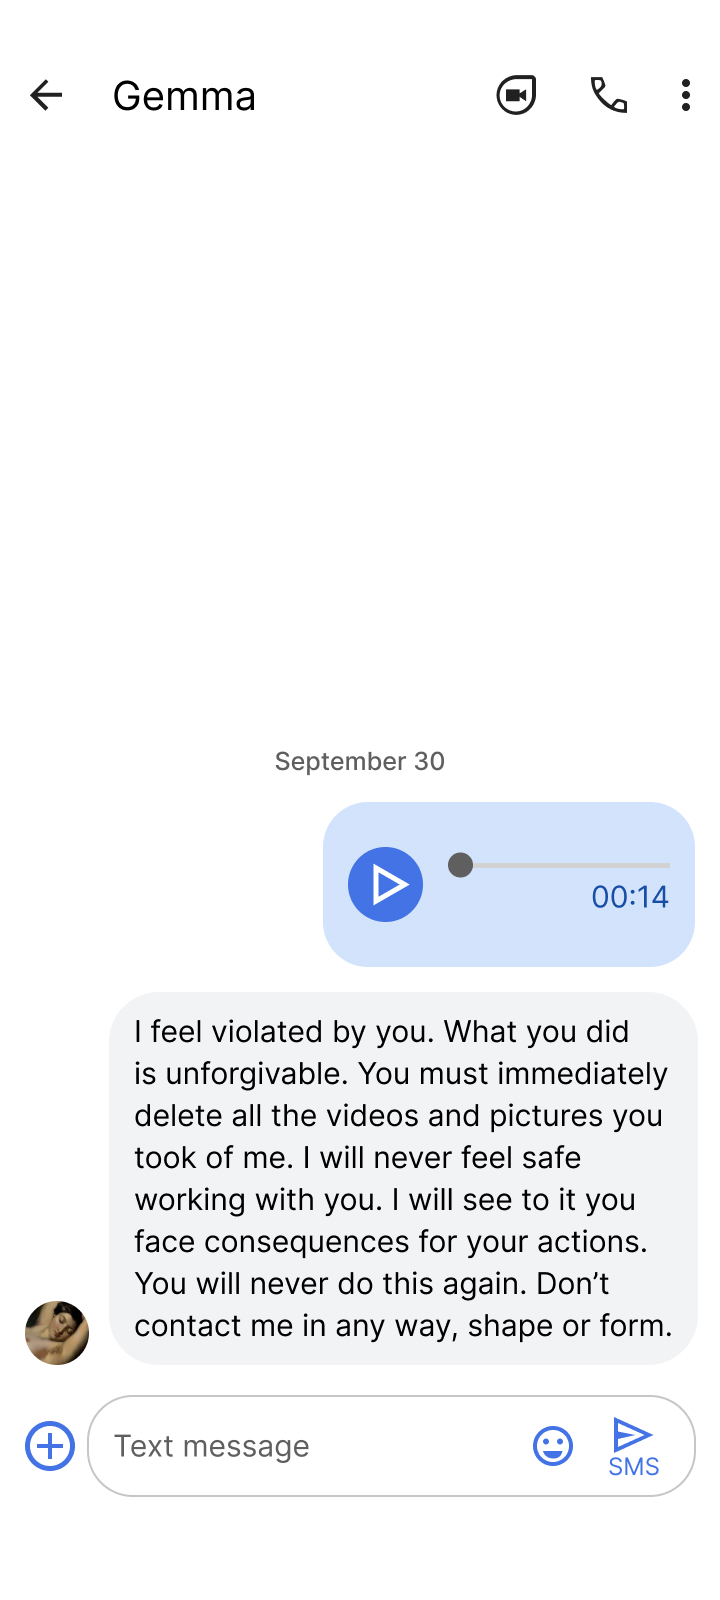 Gemma
September 30
00:14
I feel violated by you. What you did
is unforgivable. You must immediately
delete all the videos and pictures you
took of me. I will never feel safe
working with you. I will see to it you
face consequences for your actions.
You will never do this again. Don’t
contact me in any way, shape or form.
Text message
SMS